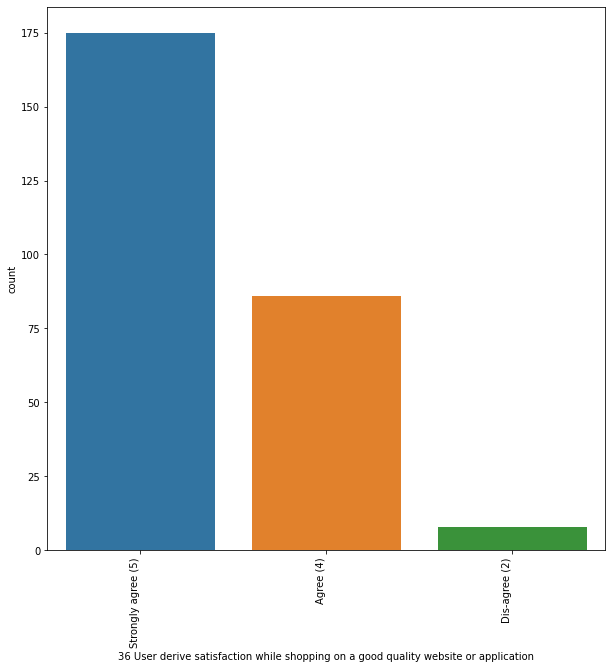 175
150
125
100
75
50
25
0
count
Strongly agree (5)
Agree (4)
Dis-agree (2)
36 User derive satisfaction while shopping on a good quality website or application